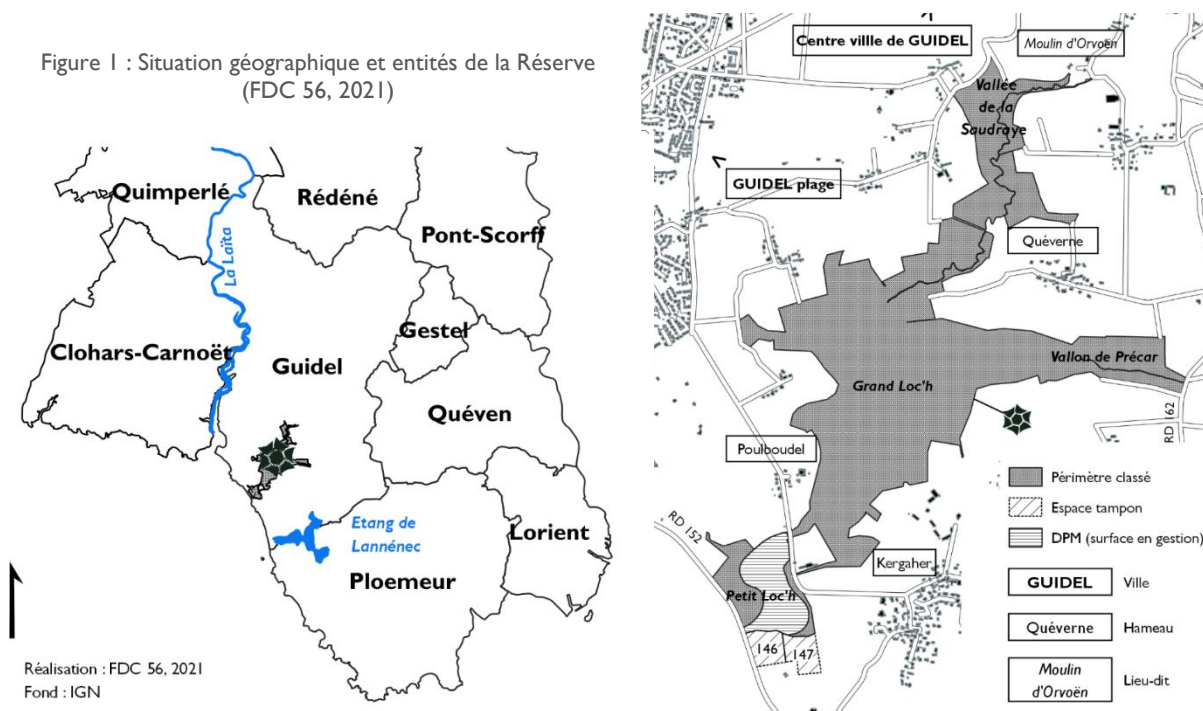 Figure 1 : Situation géographique et entités de la Réserve
(FDC 56, 2021)
Quimperlé
Rédéné
Pont-Scorff
La Laïta
Gestel
Clohars-Carnoët
Guidel
Quéven
Etang de
Lannénec
Lorient
Ploemeur
Réalisation : FDC 56, 2021
Fond : IGN
Centre villle de GUIDEL
Moulin d'Orvoën
Vallée
de la
Saudraye
GUIDEL plage
Quéverne
Vallon de Précar
Grand Loc'h
RD 162
Poulboudel
RD 152
Kergaher
Petit Loc'h
146
147
Périmètre classé
Espace tampon
DPM (surface en gestion)
GUIDEL Ville
Quéverne Hameau
Moulin
d'Orvoën
Lieu-dit